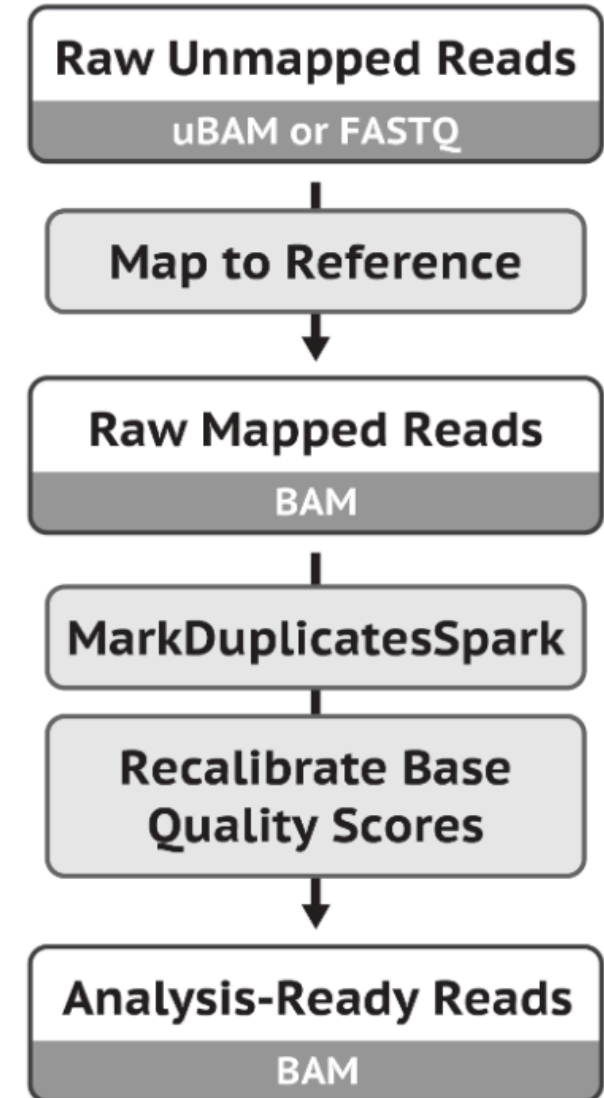 Raw Unmapped Reads
uBAM or FASTQ
Map to Reference
Raw Mapped Reads
BAM
MarkDuplicatesSpark
Recalibrate Base
Quality Scores
Analysis-Ready Reads
BAM